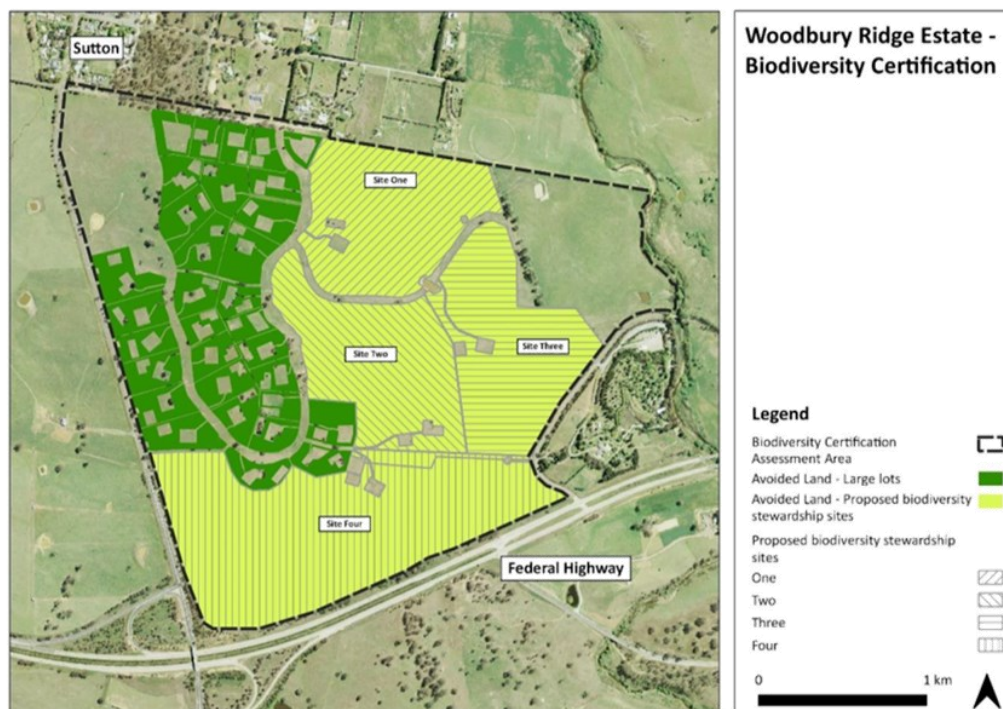 Sutton
Site One
Site Two
Site Three
Site Four
Federal Highway
Woodbury Ridge Estate -
Biodiversity Certification
Legend
Biodiversity Certification
Assessment Area
Avoided Land - Large lots
Avoided Land - Proposed biodiversity
stewardship sites
Proposed biodiversity stewardship
sites
One
Two
Three
Four
0 1 km